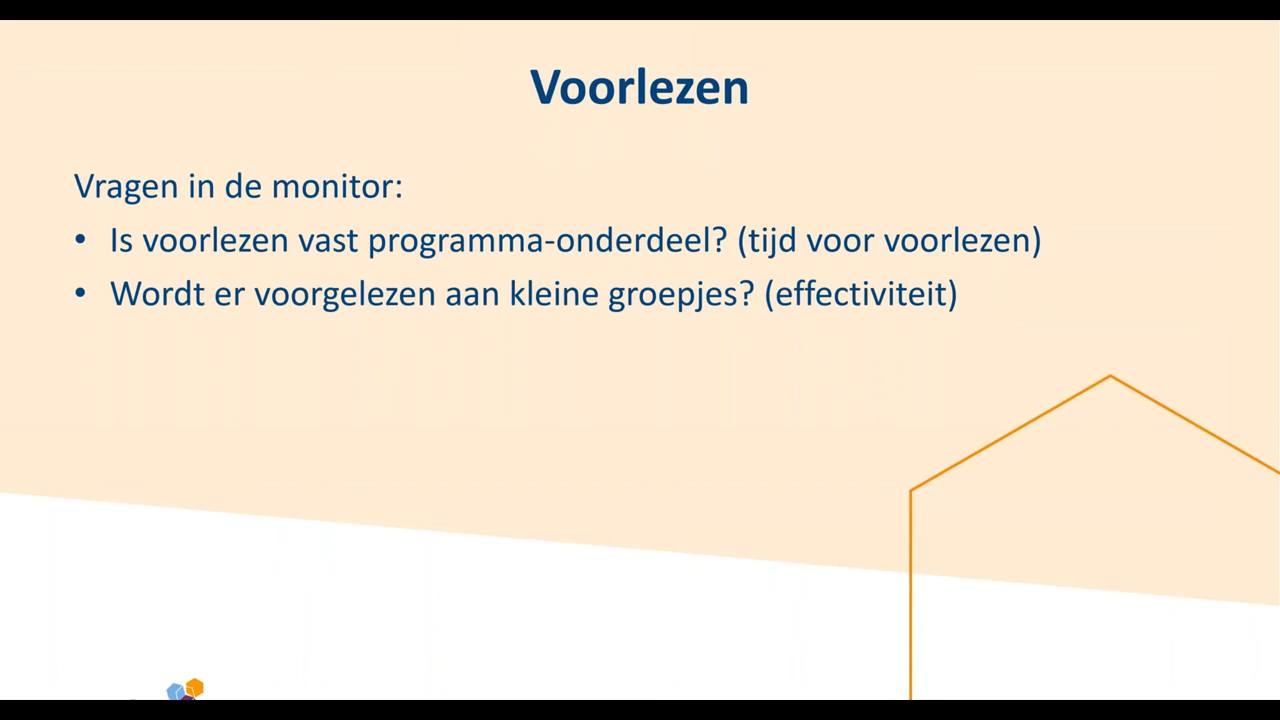 Voorlezen
Vragen in de monitor:
• Is voorlezen vast programma-onderdeel? (tijd voor voorlezen)
• Wordt er voorgelezen aan kleine groepjes? (effectiviteit)